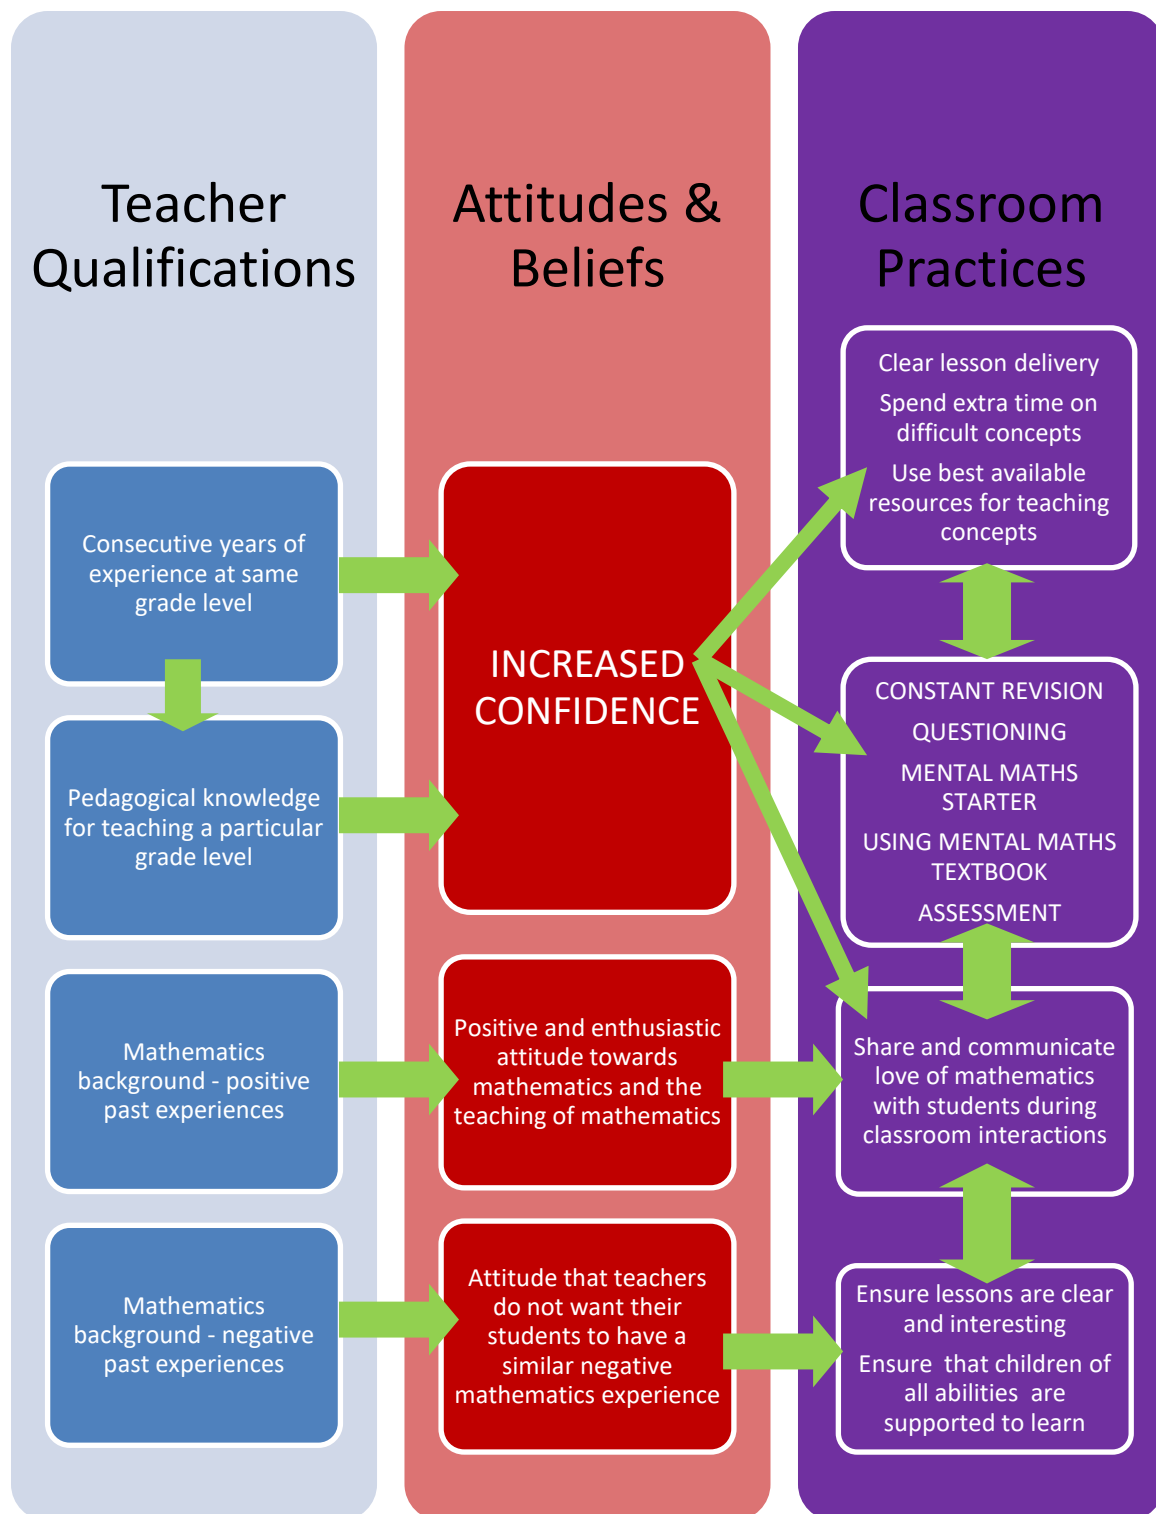 Teacher
Qualifications
Consecutive years of
experience at same
grade level
Pedagogical knowledge
for teaching a particular
grade level
Mathematics
background - positive
past experiences
Mathematics
background - negative
past experiences
Attitudes &
Beliefs
INCREASED
CONFIDENCE
Positive and enthusiastic
attitude towards
mathematics and the
teaching of mathematics
Attitude that teachers
do not want their
students to have a
similar negative
mathematics experience
Classroom
Practices
Clear lesson delivery
Spend extra time on
difficult concepts
Use best available
resources for teaching
concepts
CONSTANT REVISION
QUESTIONING
MENTAL MATHS
STARTER
USING MENTAL MATHS
TEXTBOOK
ASSESSMENT
Share and communicate
love of mathematics
with students during
classroom interactions
Ensure lessons are clear
and interesting
Ensure  that children of
all abilities  are
supported to learn